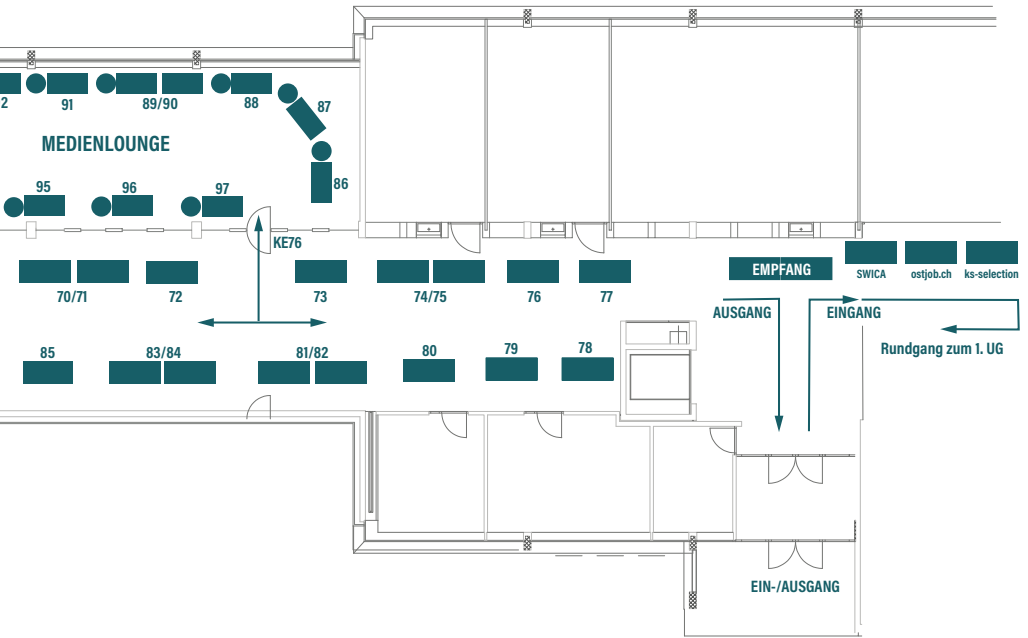 2
91
89/90
88
87
MEDIENLOUNGE
86
95
96
97
KE76
70/71
72
73
74/75
76
77
EMPFANG
SWICA
ostjob.ch
ks-selection
AUSGANG
EINGANG
Rundgang zum 1. UG
85
83/84
81/82
80
79
78
EIN-/AUSGANG